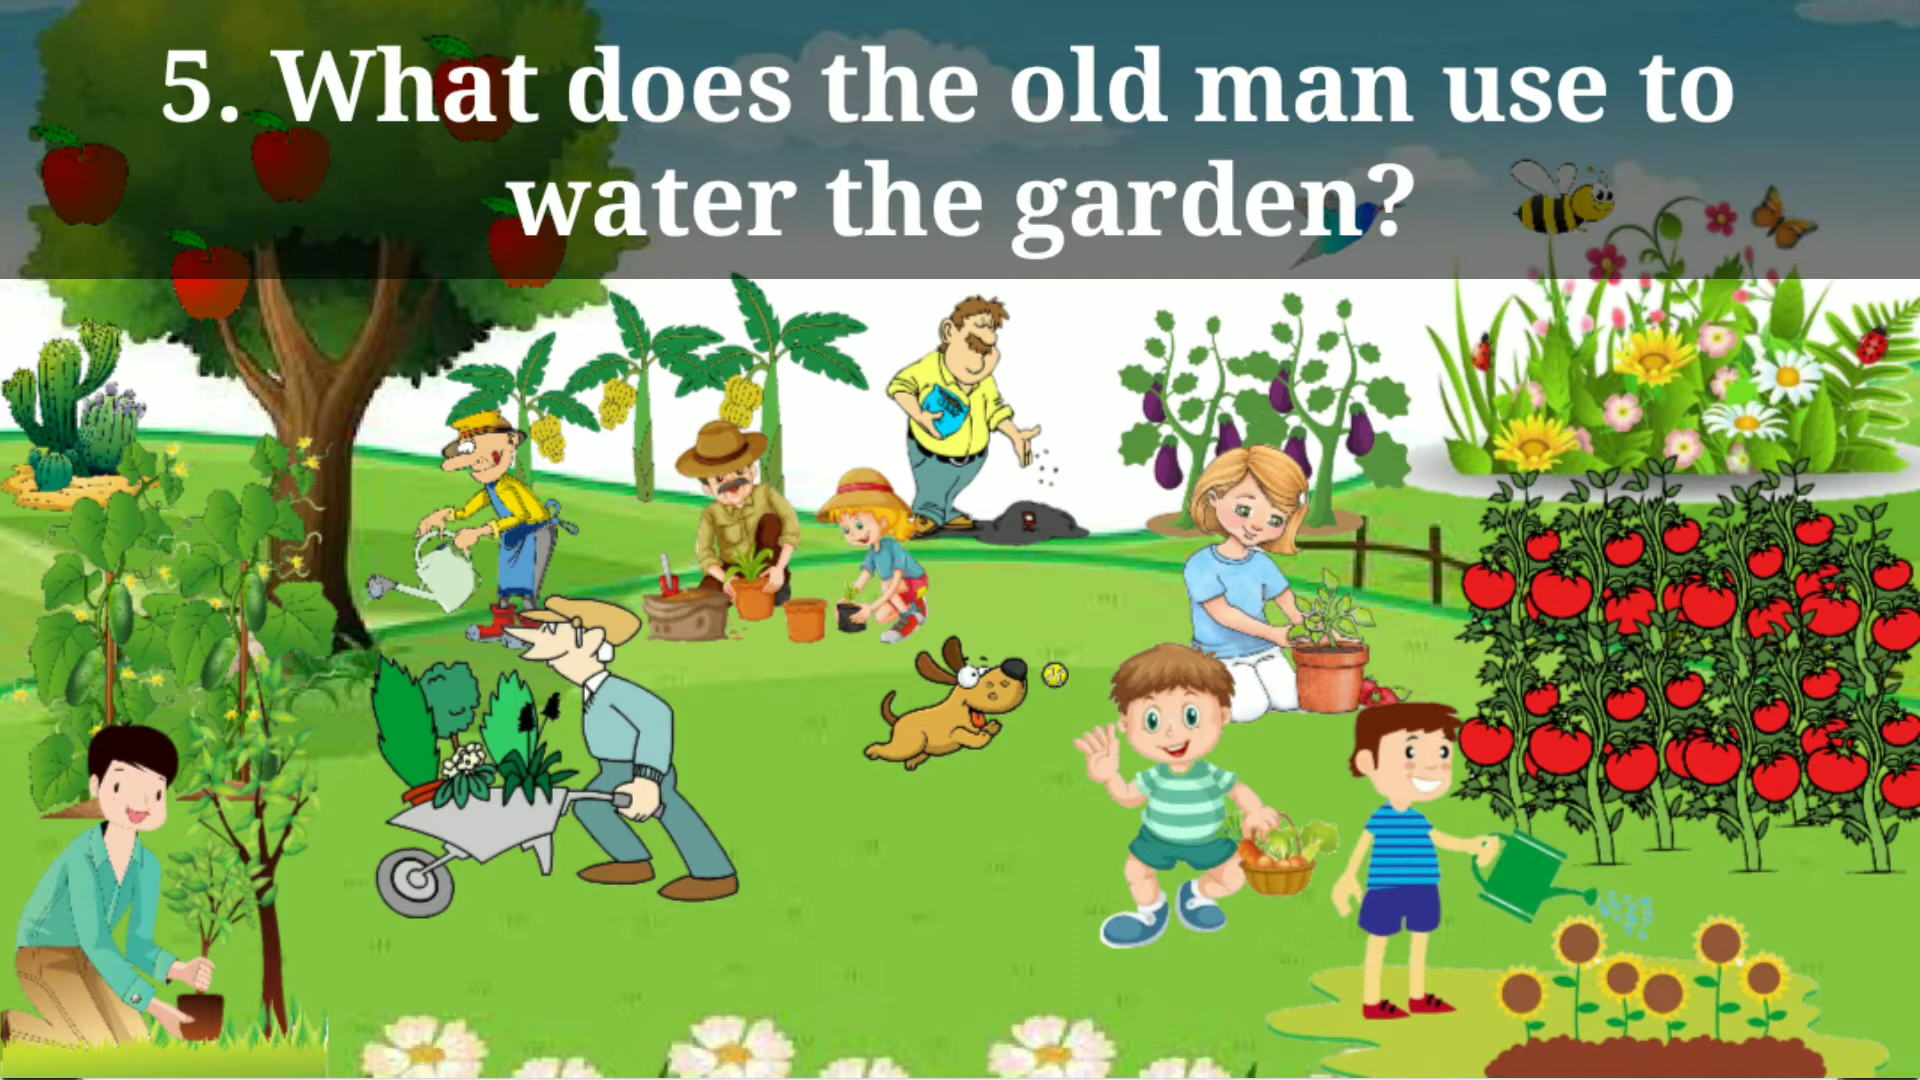 5. What does the old man use to
water the garden?